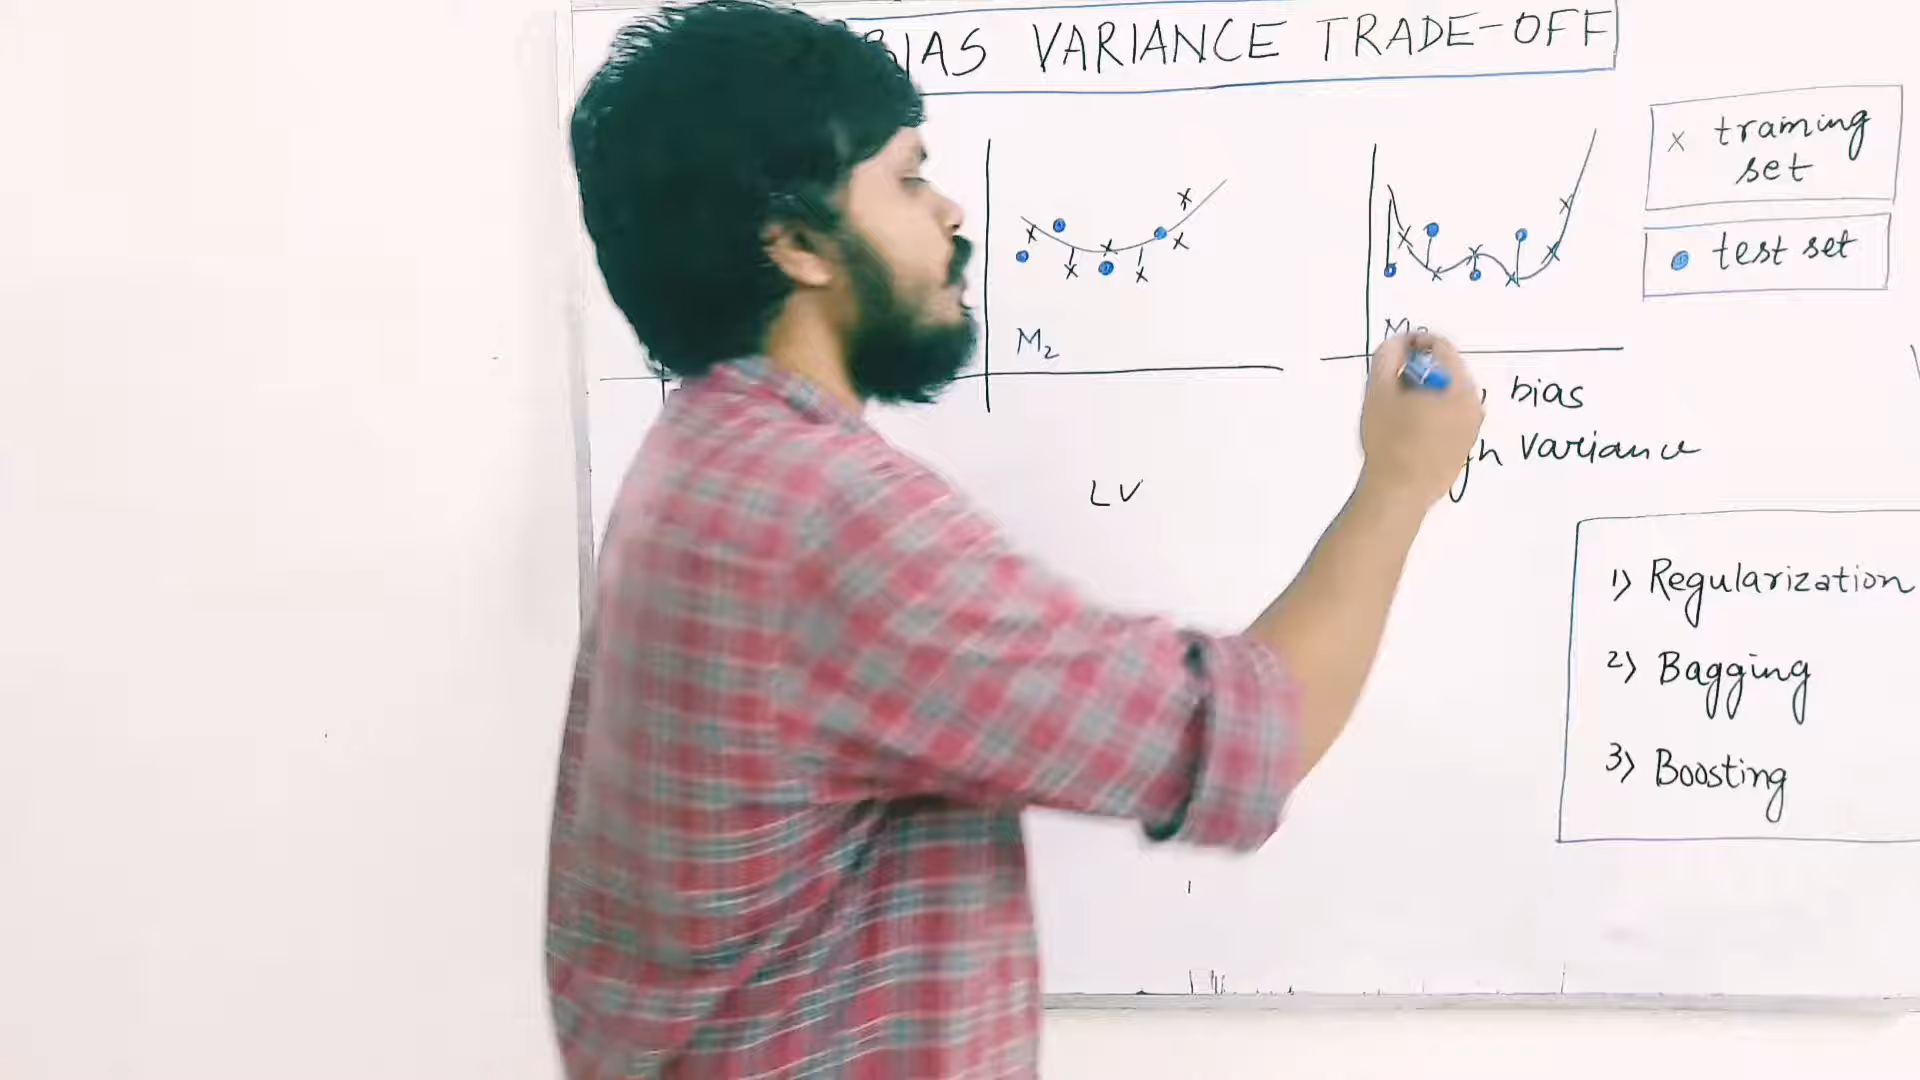 BIAS VARIANCE TRADE-OFF
x training
set
test set
M2
bias
Variance
LV
1) Regularization
2) Bagging
3) Boosting